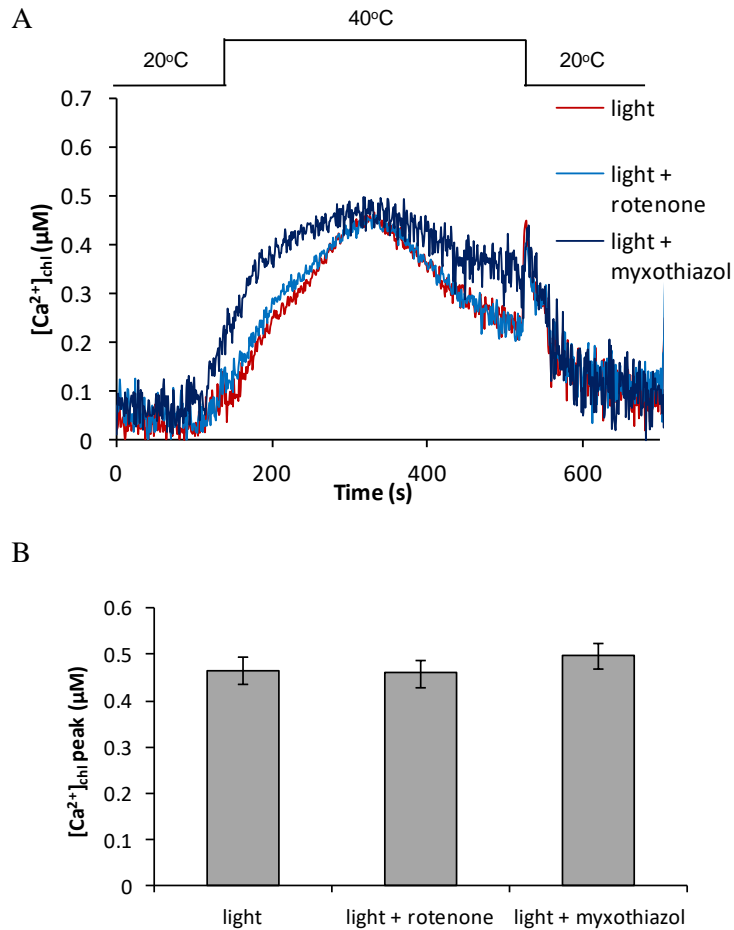 A
40°C
20°C
20°C
0.7
0.6
0.5
0.4
0.3
0.2
0.1
0
[Ca²⁺]chl (µM)
0
200
400
600
Time (s)
light
light +
rotenone
light +
myxothiazol
B
0.6
0.5
0.4
0.3
0.2
0.1
0
[Ca²⁺]chl peak (µM)
light
light + rotenone
light + myxothiazol